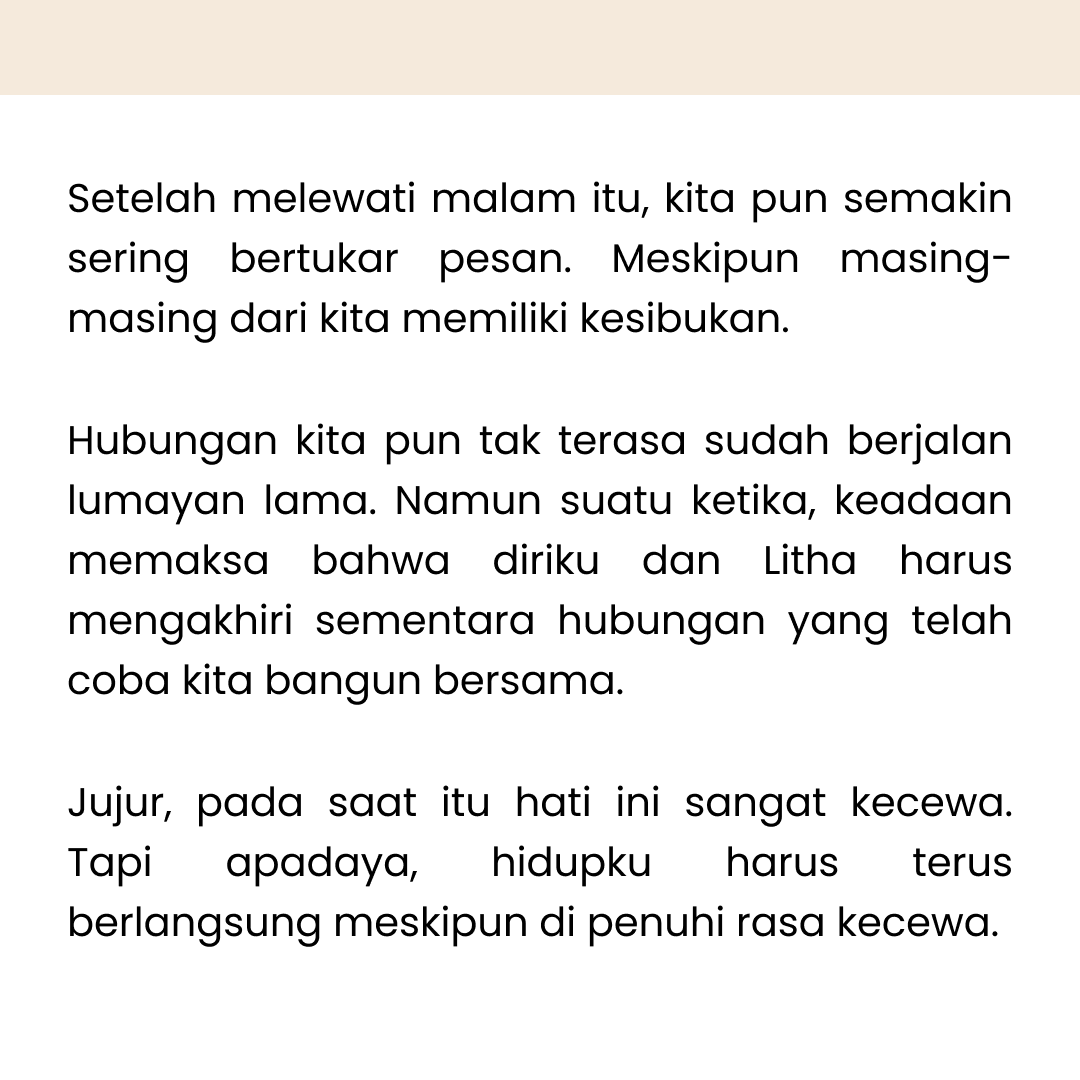 Setelah melewati malam itu, kita pun semakin
sering bertukar pesan. Meskipun masing-
masing dari kita memiliki kesibukan.
Hubungan kita pun tak terasa sudah berjalan
lumayan lama. Namun suatu ketika, keadaan
memaksa bahwa diriku dan Litha harus
mengakhiri sementara hubungan yang telah
coba kita bangun bersama.
Jujur, pada saat itu hati ini sangat kecewa.
Tapi apadaya, hidupku harus terus
berlangsung meskipun di penuhi rasa kecewa.